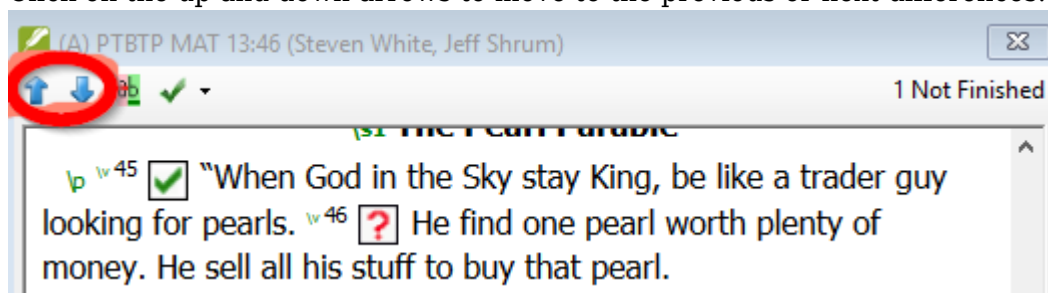 Click on the up and down arrows to move to the previous or next differences.
(A) PTBTP MAT 13:46 (Steven White, Jeff Shrum)
ab
1 Not Finished
\s1 The Pearl Parable
\p \v 45 “When God in the Sky stay King, be like a trader guy
looking for pearls. \v 46 ? He find one pearl worth plenty of
money. He sell all his stuff to buy that pearl.